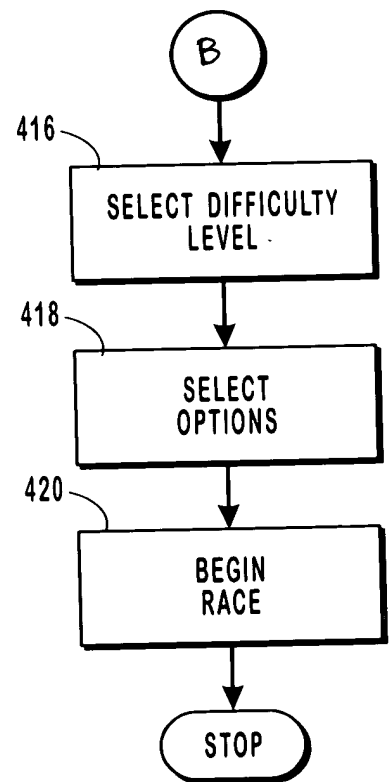 B
416
SELECT DIFFICULTY
LEVEL
418
SELECT
OPTIONS
420
BEGIN
RACE
STOP